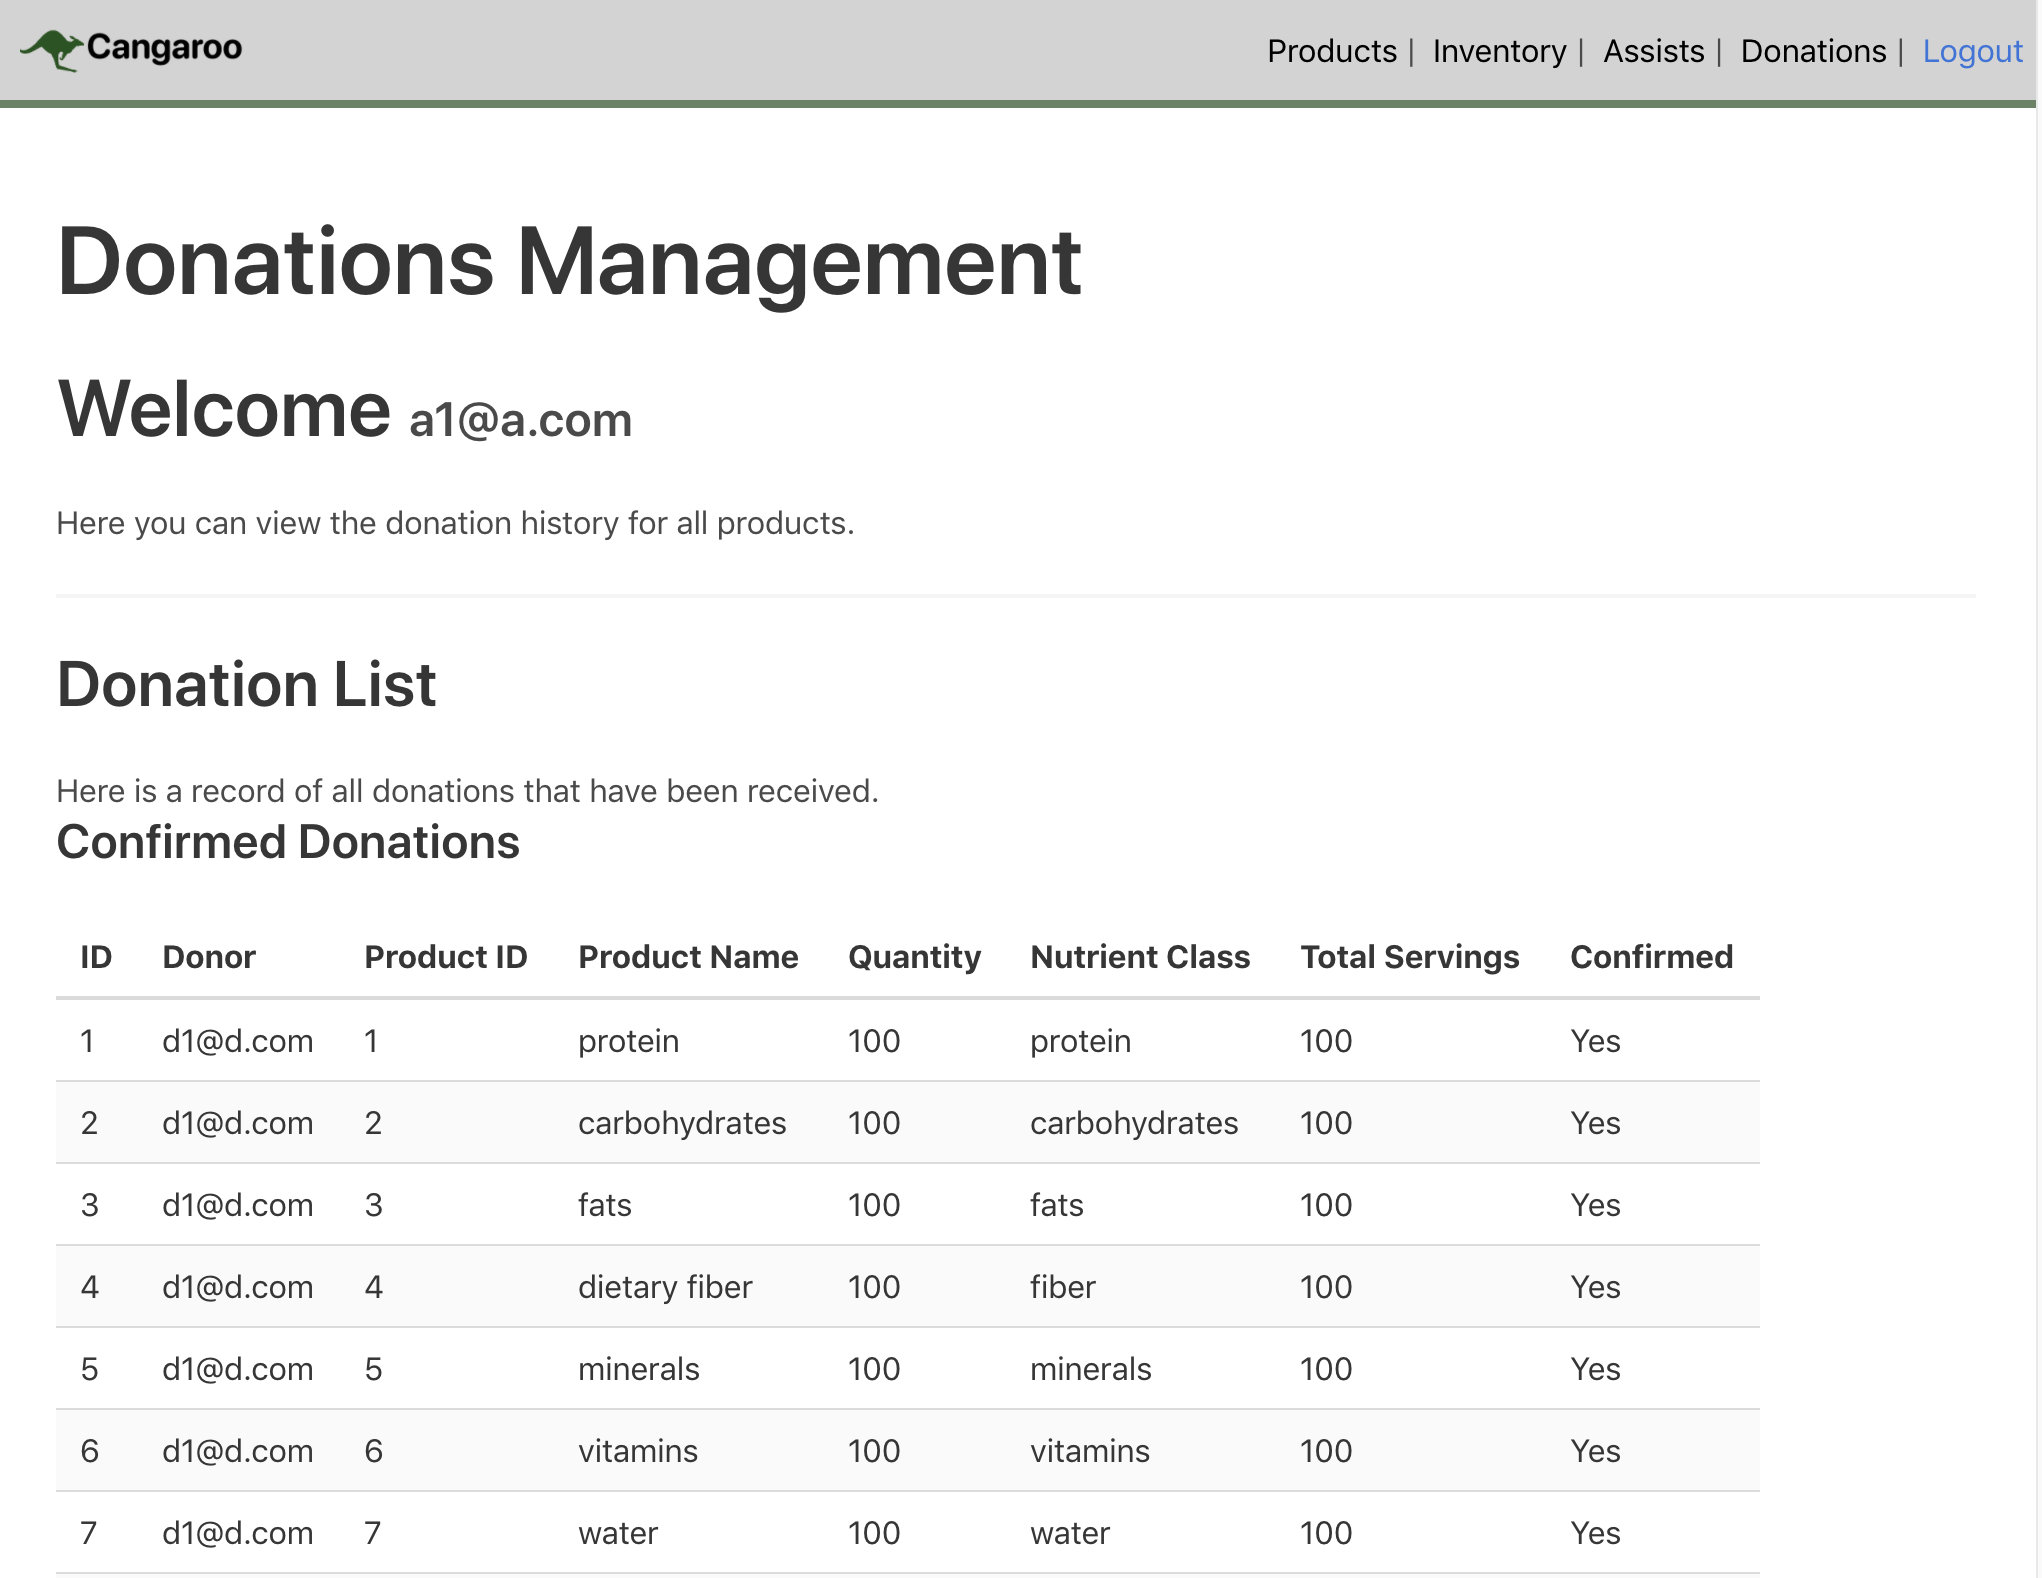 Cangaroo
Products | Inventory | Assists | Donations | Logout
Donations Management
Welcome a1@a.com
Here you can view the donation history for all products.
Donation List
Here is a record of all donations that have been received.
Confirmed Donations
ID Donor Product ID Product Name Quantity Nutrient Class Total Servings Confirmed
1 d1@d.com 1 protein 100 protein 100 Yes
2 d1@d.com 2 carbohydrates 100 carbohydrates 100 Yes
3 d1@d.com 3 fats 100 fats 100 Yes
4 d1@d.com 4 dietary fiber 100 fiber 100 Yes
5 d1@d.com 5 minerals 100 minerals 100 Yes
6 d1@d.com 6 vitamins 100 vitamins 100 Yes
7 d1@d.com 7 water 100 water 100 Yes